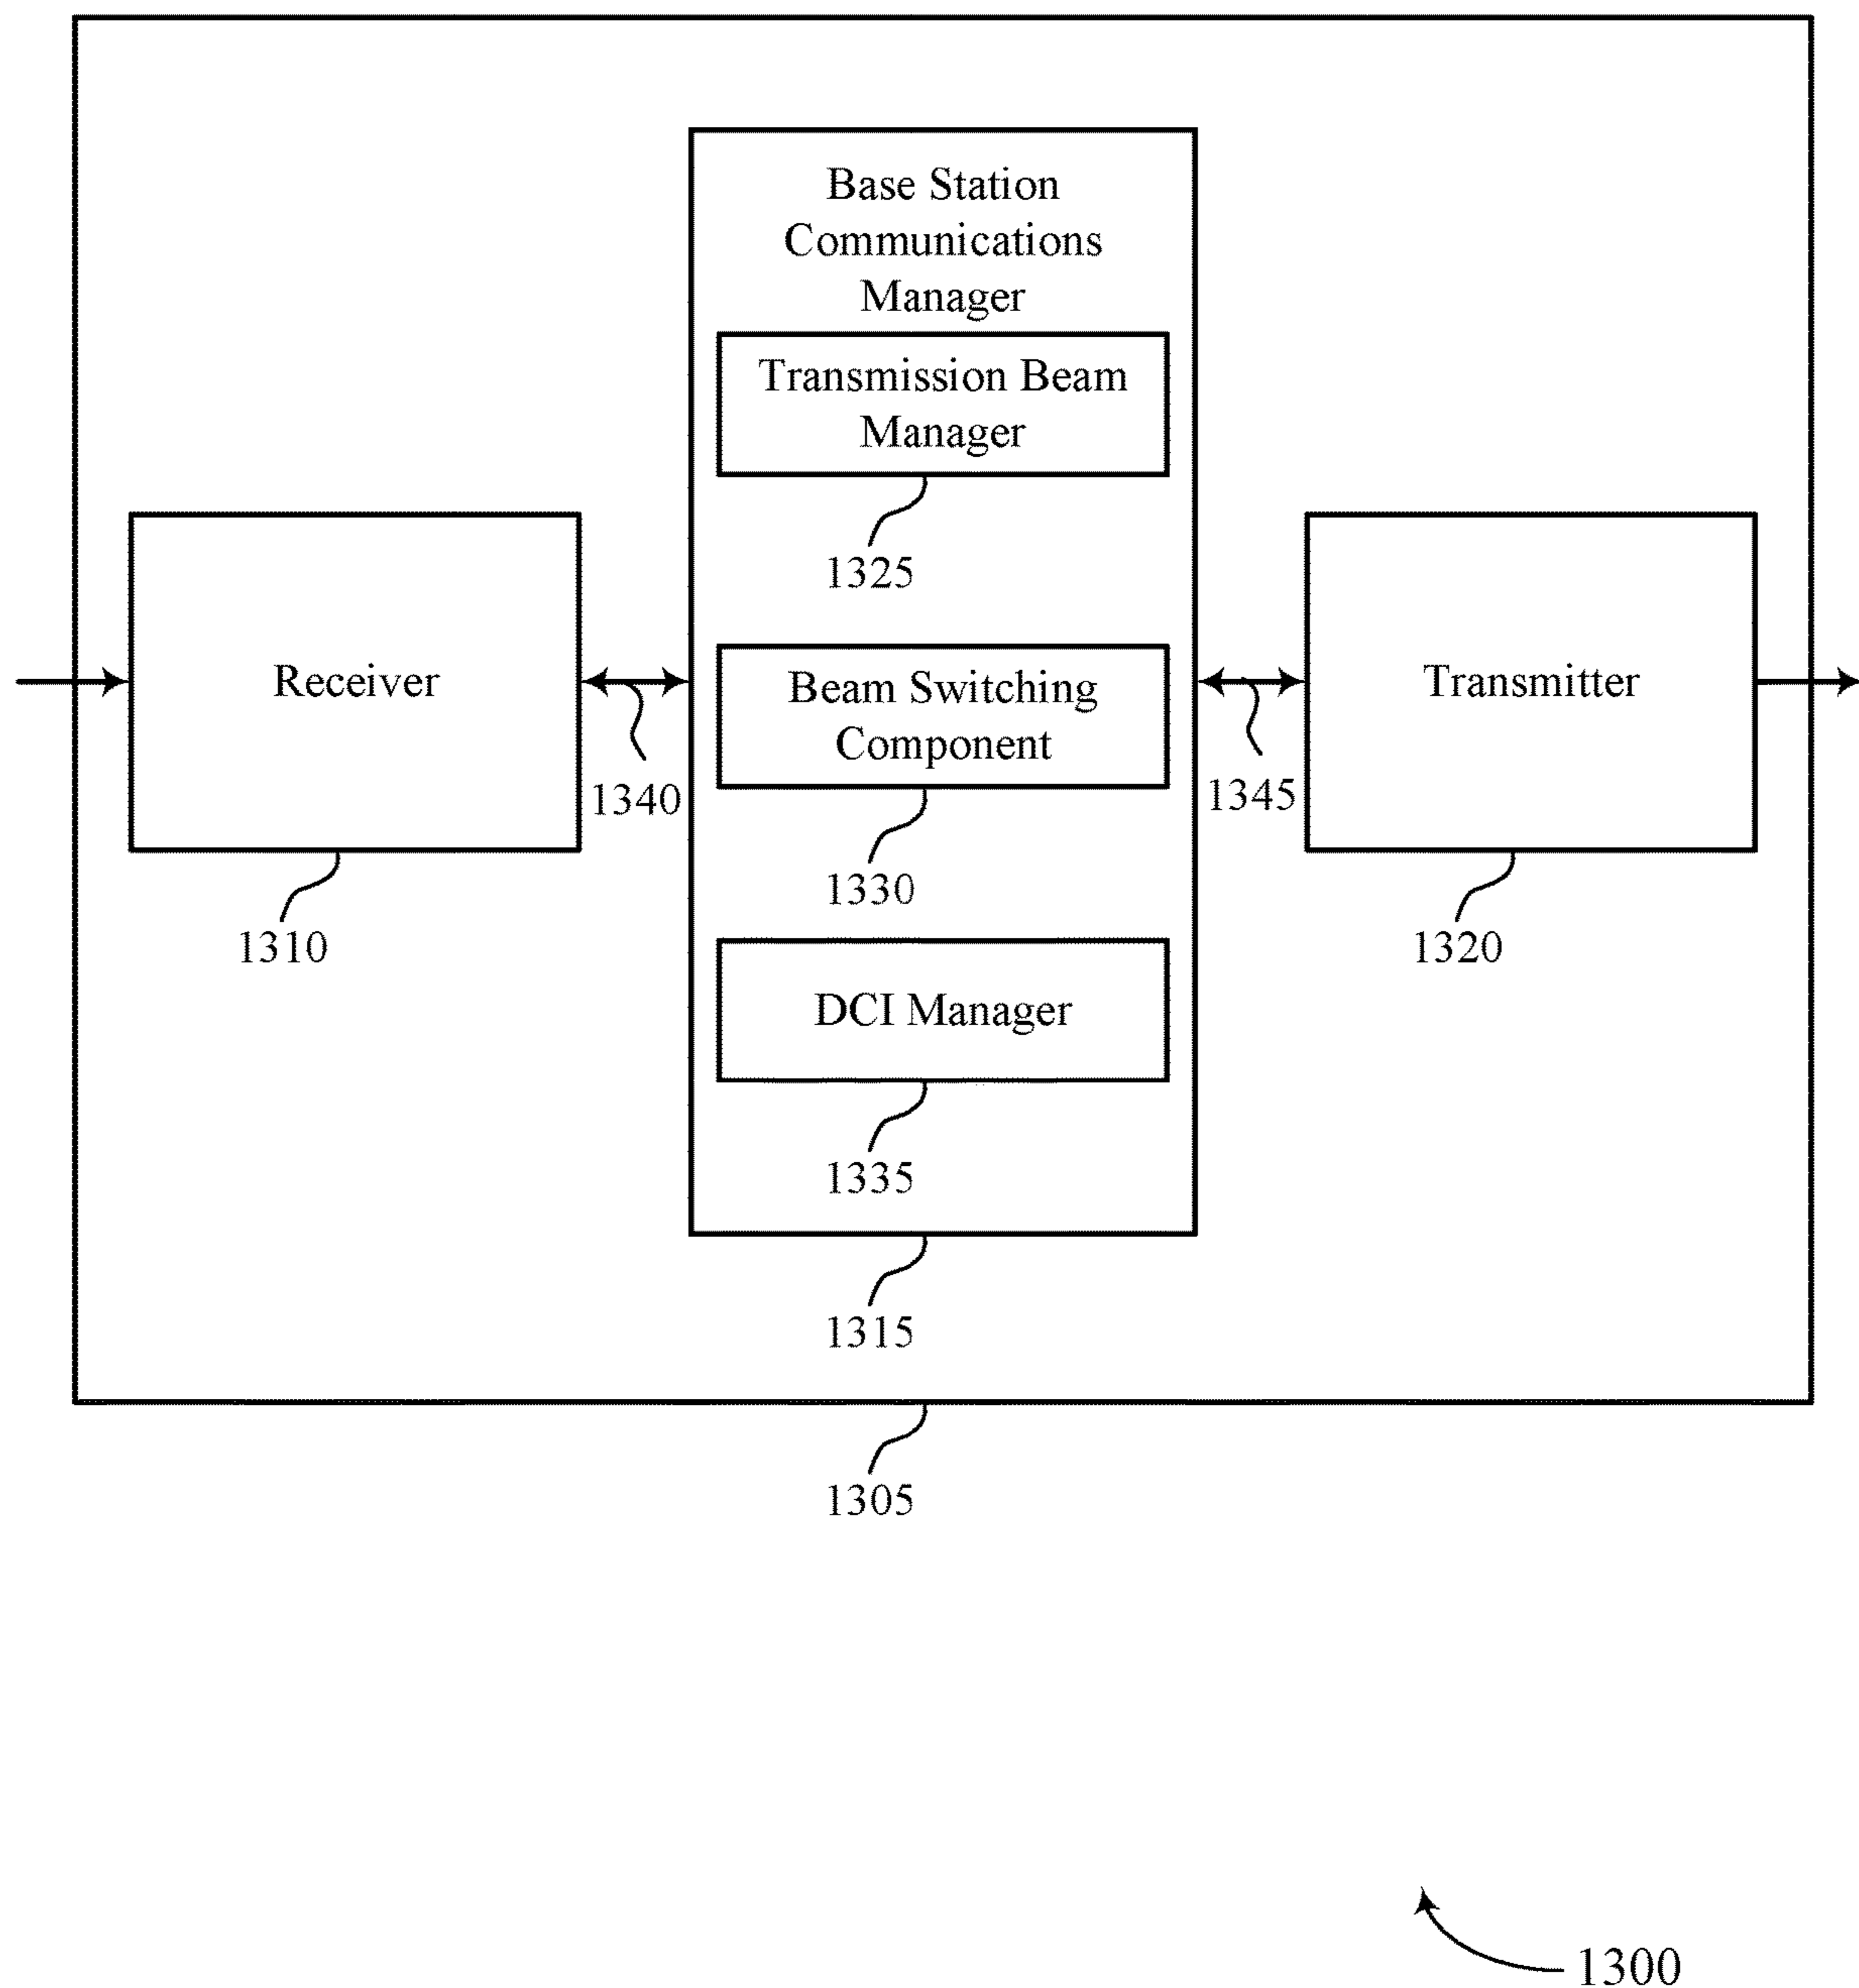 Base Station
Communications
Manager
Transmission Beam
Manager
1325
Receiver
Beam Switching
Component
Transmitter
1340
1345
1330
1310
1320
DCI Manager
1335
1315
1305
1300